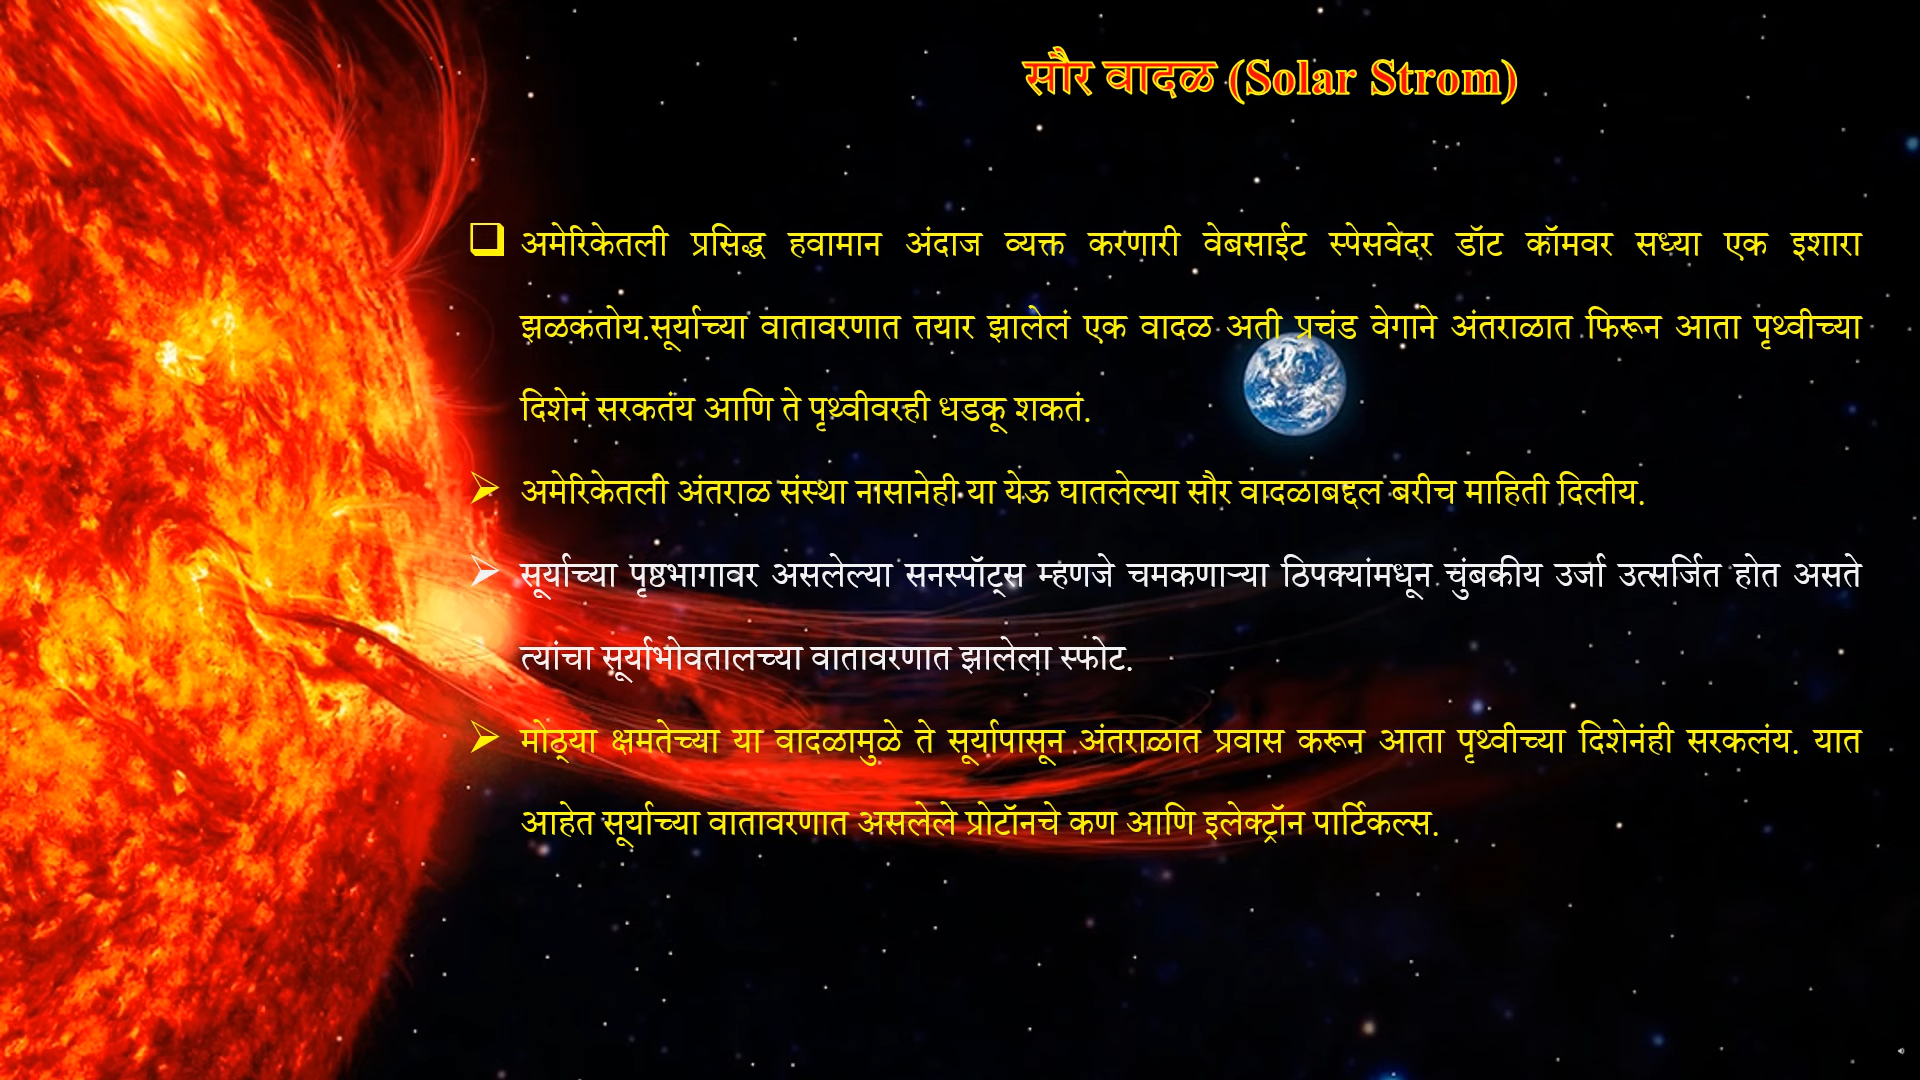 सौर वादळ (Solar Strom)
अमेरिकेतली प्रसिद्ध हवामान अंदाज व्यक्त करणारी वेबसाईट स्पेसवेदर डॉट कॉमवर सध्या एक इशारा
झळकतोय.सूर्याच्या वातावरणात तयार झालेलं एक वादळ अती प्रचंड वेगाने अंतराळात फिरून आता पृथ्वीच्या
दिशेनं सरकतंय आणि ते पृथ्वीवरही धडकू शकतं.
अमेरिकेतली अंतराळ संस्था नासानेही या येऊ घातलेल्या सौर वादळाबद्दल बरीच माहिती दिलीय.
सूर्याच्या पृष्ठभागावर असलेल्या सनस्पॉट्स म्हणजे चमकणाऱ्या ठिपक्यांमधून चुंबकीय उर्जा उत्सर्जित होत असते
त्यांचा सूर्याभोवतालच्या वातावरणात झालेला स्फोट.
मोठ्या क्षमतेच्या या वादळामुळे ते सूर्यापासून अंतराळात प्रवास करून आता पृथ्वीच्या दिशेनंही सरकलंय. यात
आहेत सूर्याच्या वातावरणात असलेले प्रोटॉनचे कण आणि इलेक्ट्रॉन पार्टिकल्स.